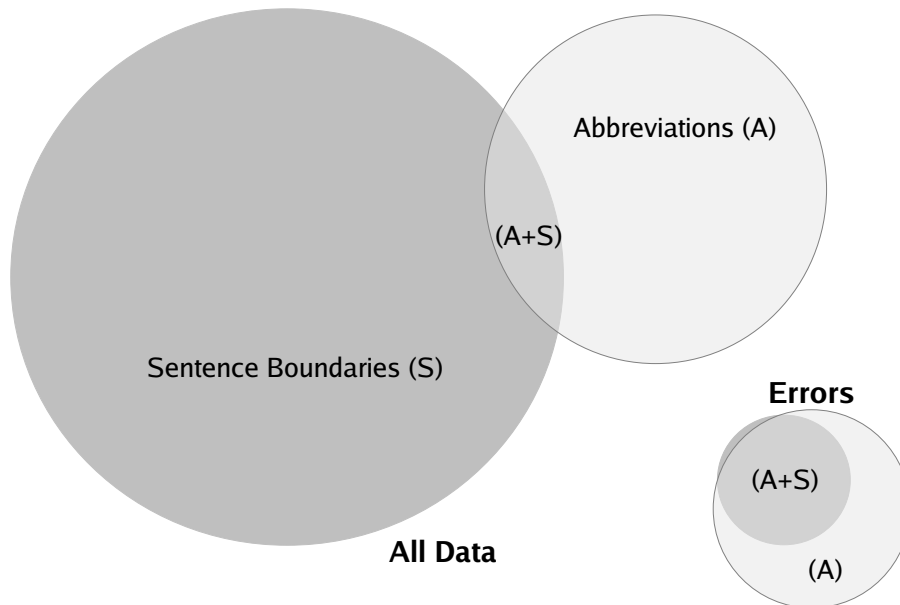 Abbreviations (A)
(A+S)
Sentence Boundaries (S)
Errors
(A+S)
All Data
(A)